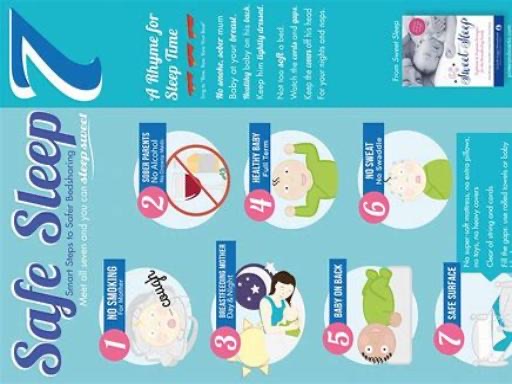 Safe Sleep 7
Smart Steps to Safer Bedsharing
Meet all seven and you can sleep sweet
1
NO SMOKING
For Mother
cough
2
SOBER PARENTS
No Alcohol
3
BREASTFEEDING MOTHER
Day & Night
4
HEALTHY BABY
Full Term
5
BABY ON BACK
6
NO SWEAT
No Swaddle
7
SAFE SURFACE
No super-soft mattress, no extra pillows,
no toys, no heavy covers
Clear of string and cords
Fill the gaps: use rolled towels or baby
A Rhyme for
Sleep Time
Sing to "Row, Row, Row Your Boat"
No smoke, sober mum
Baby at your breast.
Healthy baby on his back.
Keep him lightly dressed.
Not too soft a bed.
Watch the cords and gaps.
Keep the covers off his head
For your nights and naps.
From Sweet Sleep
Sweet Sleep